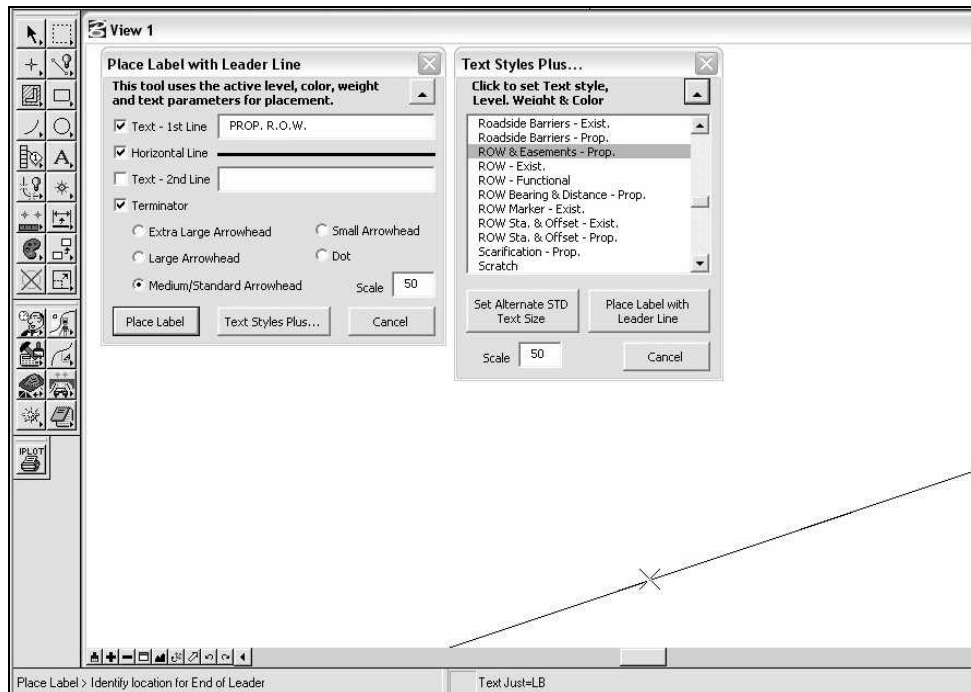 View 1
Place Label with Leader Line
This tool uses the active level, color, weight
and text parameters for placement.
Text - 1st Line
PROP. R.O.W.
Horizontal Line
Text - 2nd Line
Terminator
Extra Large Arrowhead
Small Arrowhead
Large Arrowhead
Dot
Medium/Standard Arrowhead
Scale
50
Place Label
Text Styles Plus...
Cancel
Text Styles Plus...
Click to set Text style,
Level, Weight & Color
Roadside Barriers - Exist.
Roadside Barriers - Prop.
ROW & Easements - Prop.
ROW - Exist.
ROW - Functional
ROW Bearing & Distance - Prop.
ROW Marker - Exist.
ROW Sta. & Offset - Exist.
ROW Sta. & Offset - Prop.
Scarification - Prop.
Scratch
Set Alternate STD
Text Size
Place Label with
Leader Line
Scale
50
Cancel
A
IPLOT
Place Label > Identify location for End of Leader
Text Just=LB